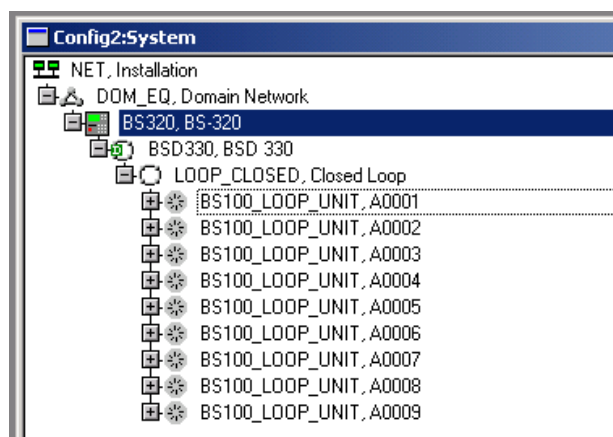 Config2:System
NET, Installation
DOM_EQ, Domain Network
BS320, BS-320
BSD330, BSD 330
LOOP_CLOSED, Closed Loop
BS100_LOOP_UNIT, A0001
BS100_LOOP_UNIT, A0002
BS100_LOOP_UNIT, A0003
BS100_LOOP_UNIT, A0004
BS100_LOOP_UNIT, A0005
BS100_LOOP_UNIT, A0006
BS100_LOOP_UNIT, A0007
BS100_LOOP_UNIT, A0008
BS100_LOOP_UNIT, A0009